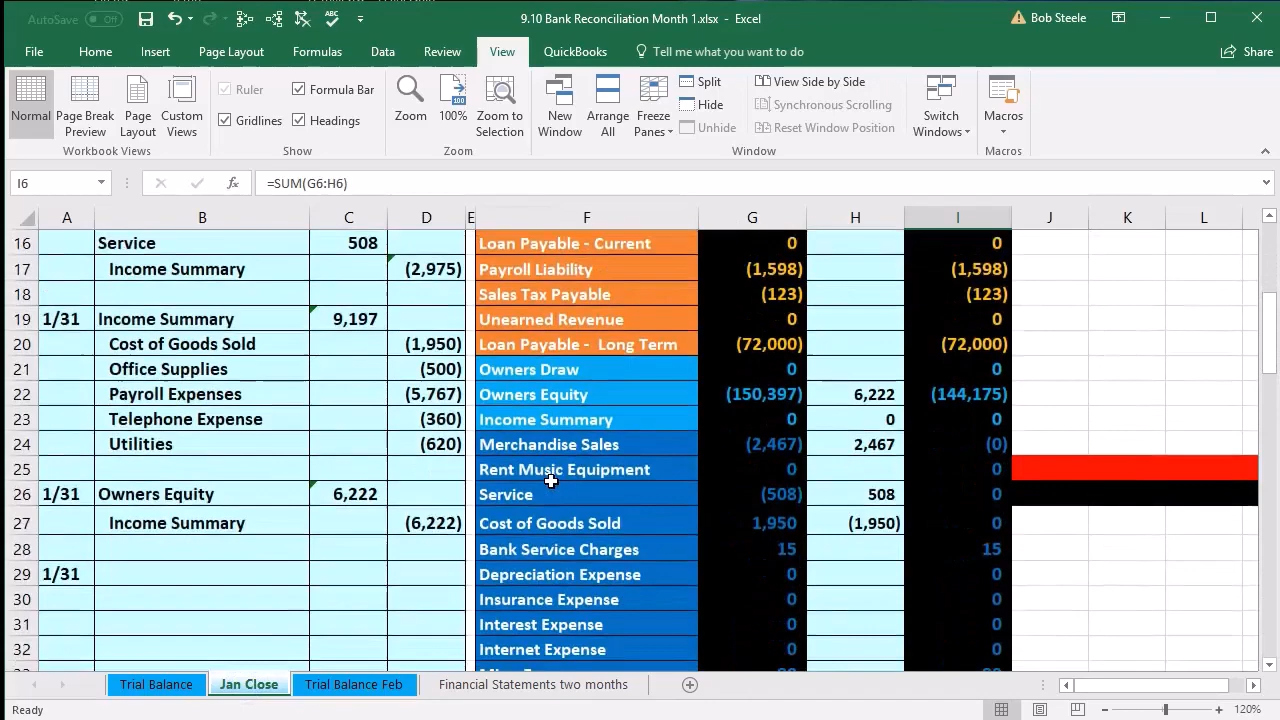 AutoSave Off 9.10 Bank Reconciliation Month 1.xlsx - Excel Bob Steele
File Home Insert Page Layout Formulas Data Review View QuickBooks Tell me what you want to do Share
Normal Page Break Preview Page Layout Custom Views
Workbook Views
Ruler Formula Bar
Gridlines Headings
Show
Zoom 100% Zoom to Selection
Zoom
New Window Arrange All Freeze Panes
Split View Side by Side
Hide Synchronous Scrolling
Unhide Reset Window Position
Switch Windows
Window
Macros
Macros
I6 fx =SUM(G6:H6)
A B C D E F G H I J K L
16 Service 508 Loan Payable - Current 0 0
17 Income Summary (2,975) Payroll Liability (1,598) (1,598)
18 Sales Tax Payable (123) (123)
19 1/31 Income Summary 9,197 Unearned Revenue 0 0
20 Cost of Goods Sold (1,950) Loan Payable - Long Term (72,000) (72,000)
21 Office Supplies (500) Owners Draw 0 0
22 Payroll Expenses (5,767) Owners Equity (150,397) 6,222 (144,175)
23 Telephone Expense (360) Income Summary 0 0 0
24 Utilities (620) Merchandise Sales (2,467) 2,467 (0)
25 Rent Music Equipment 0 0
26 1/31 Owners Equity 6,222 Service (508) 508 0
27 Income Summary (6,222) Cost of Goods Sold 1,950 (1,950) 0
28 Bank Service Charges 15 15
29 1/31 Depreciation Expense 0 0
30 Insurance Expense 0 0
31 Interest Expense 0 0
32 Internet Expense 0 0
Trial Balance Jan Close Trial Balance Feb Financial Statements two months
Ready 120%